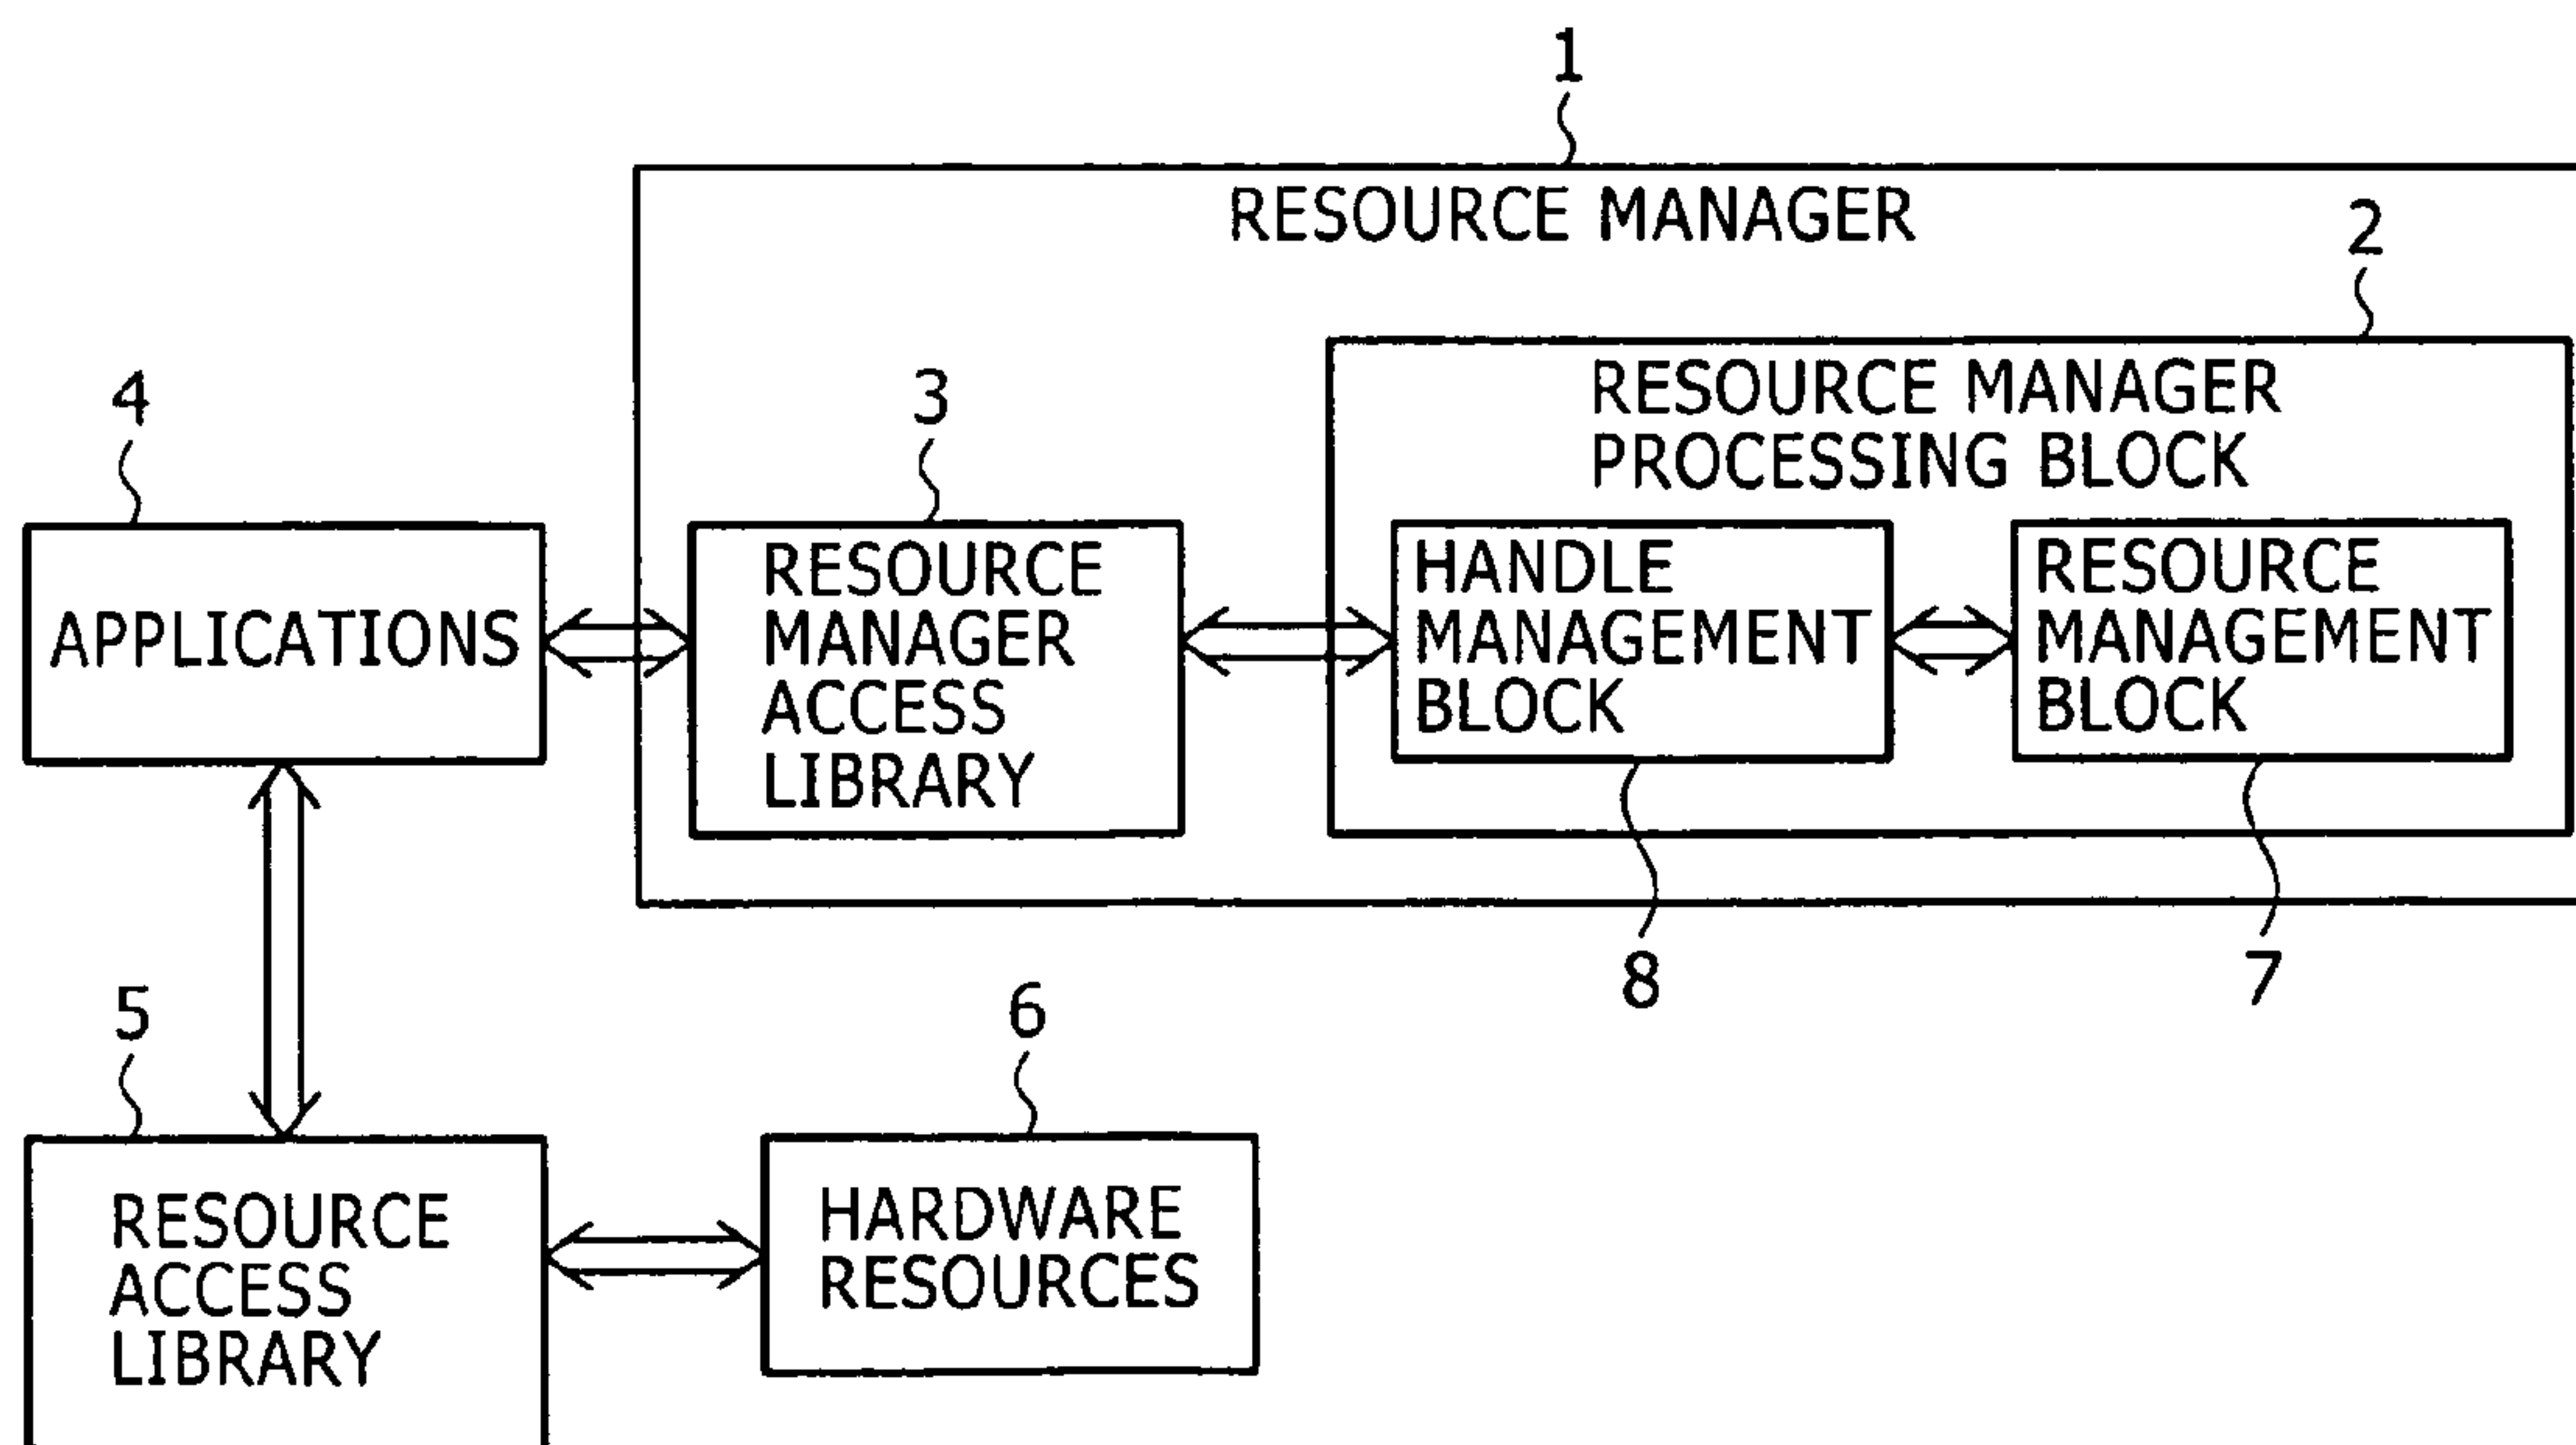 1
RESOURCE MANAGER
2
RESOURCE MANAGER
PROCESSING BLOCK
4
3
APPLICATIONS
RESOURCE
MANAGER
ACCESS
LIBRARY
HANDLE
MANAGEMENT
BLOCK
RESOURCE
MANAGEMENT
BLOCK
8
7
5
6
RESOURCE
ACCESS
LIBRARY
HARDWARE
RESOURCES